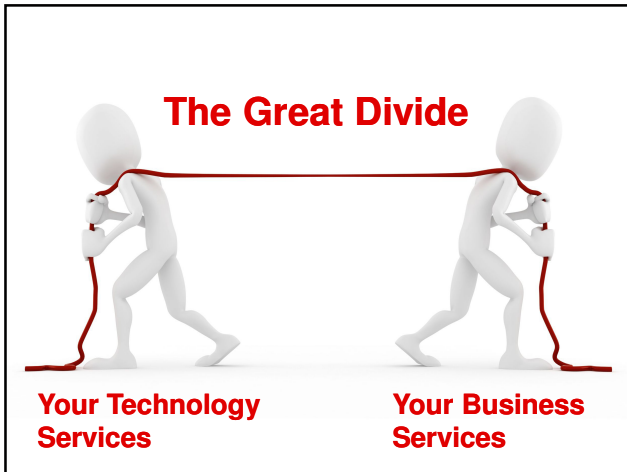 The Great Divide
Your Technology
Services
Your Business
Services